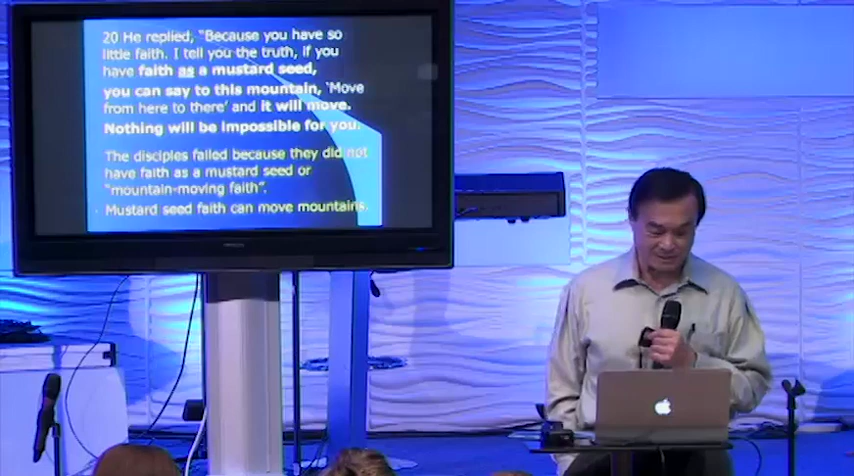 20 He replied, "Because you have so
little faith. I tell you the truth, if you
have faith as a mustard seed,
you can say to this mountain, 'Move
from here to there' and it will move.
Nothing will be impossible for you.
The disciples failed because they did not
have faith as a mustard seed or
"mountain-moving faith".
Mustard seed faith can move mountains.